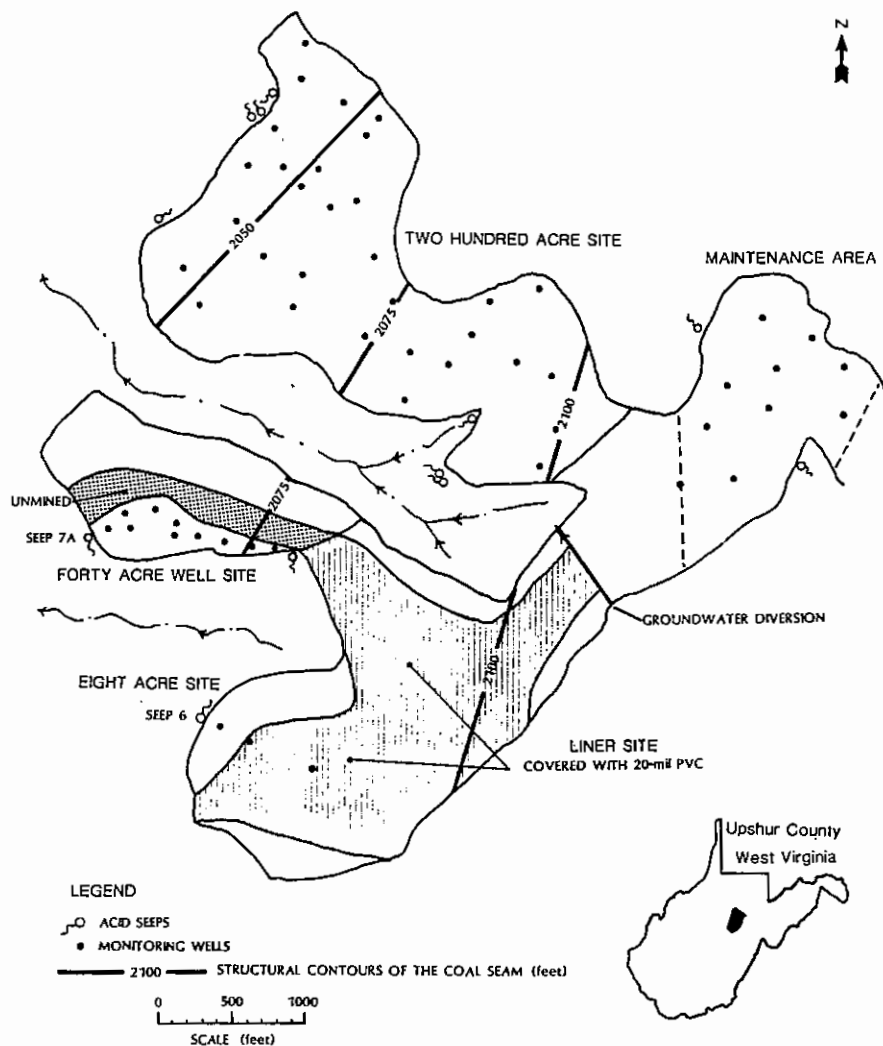 N
TWO HUNDRED ACRE SITE
MAINTENANCE AREA
2050
2075
2100
UNMINED
2075
SEEP 7A
FORTY ACRE WELL SITE
GROUNDWATER DIVERSION
EIGHT ACRE SITE
SEEP 6
2100
LINER SITE
COVERED WITH 20-mil PVC
Upshur County
West Virginia
LEGEND
ACID SEEPS
MONITORING WELLS
2100 STRUCTURAL CONTOURS OF THE COAL SEAM (feet)
0 500 1000
SCALE (feet)